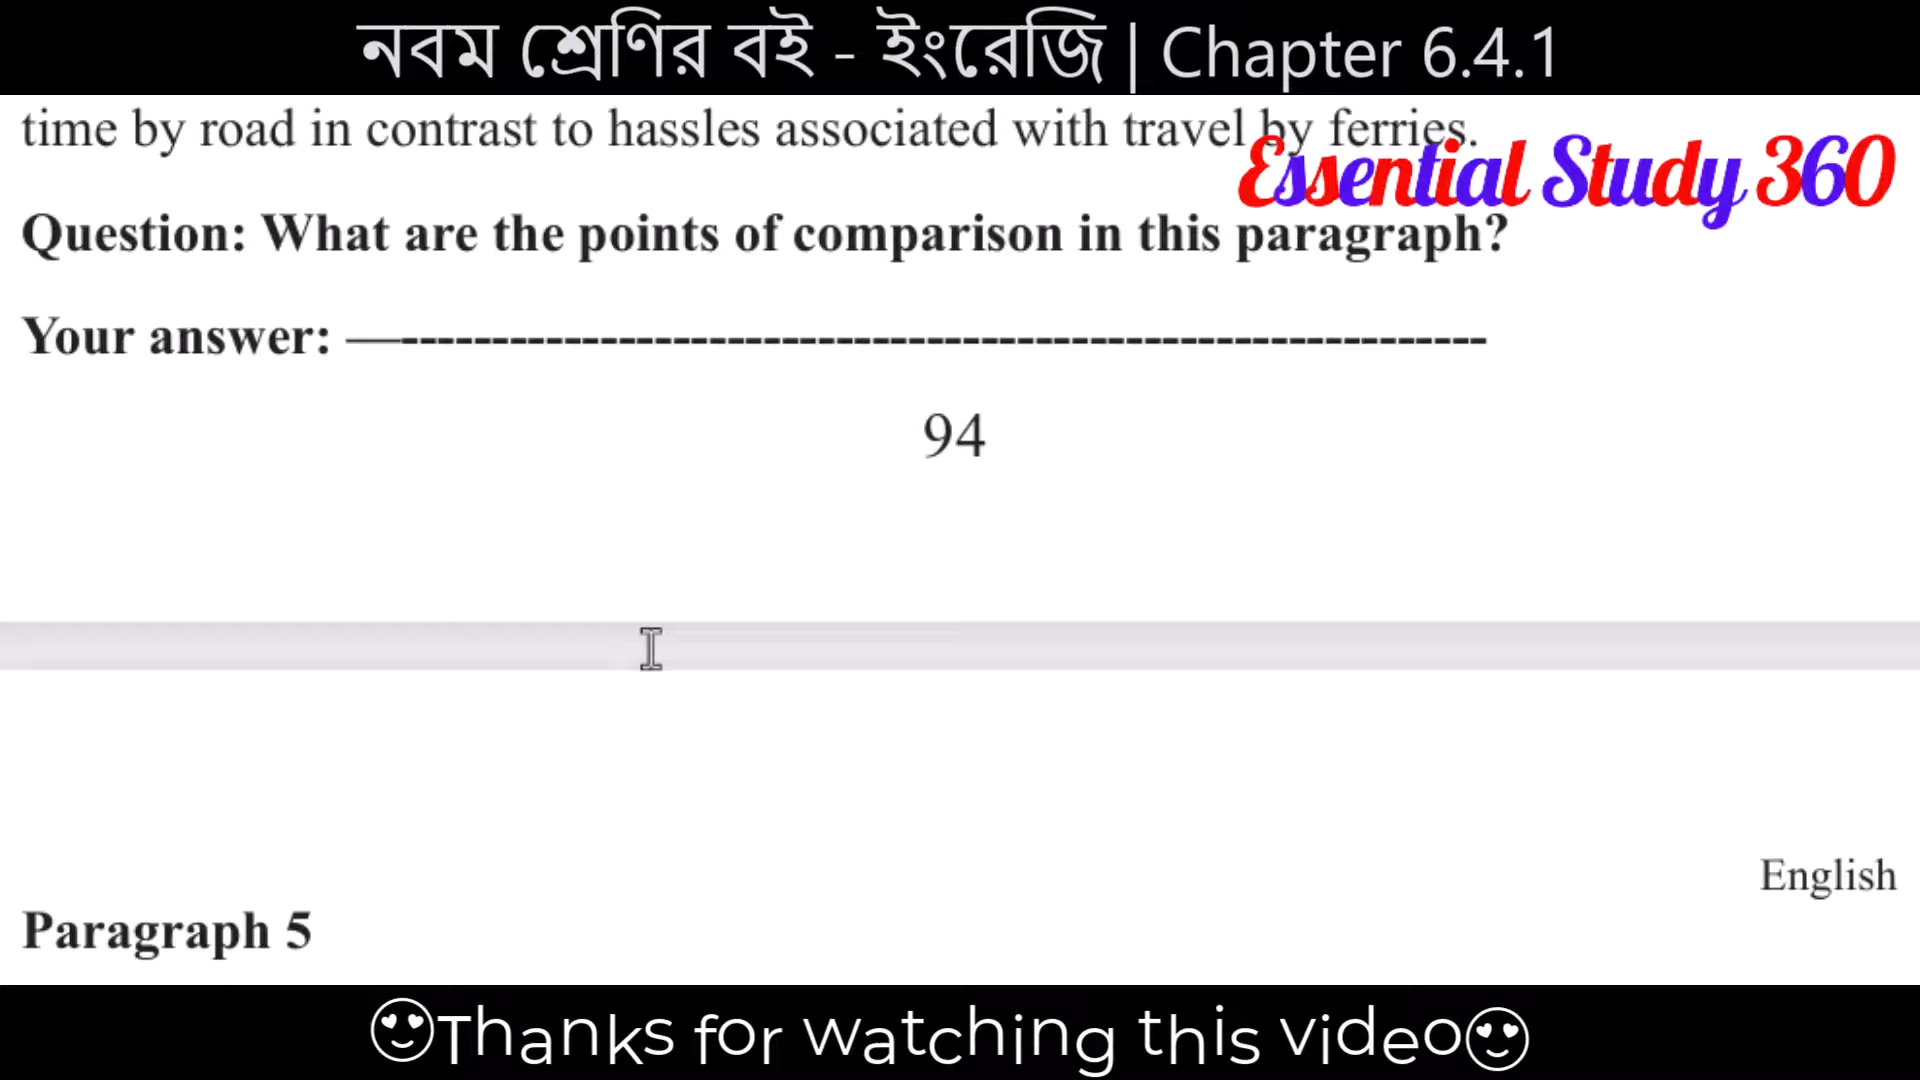 নবম শ্রেণির বই - ইংরেজি | Chapter 6.4.1
time by road in contrast to hassles associated with travel by ferries.
Essential Study 360
Question: What are the points of comparison in this paragraph?
Your answer: —------------------------------------------------------------
94
English
Paragraph 5
😍Thanks for watching this video😍